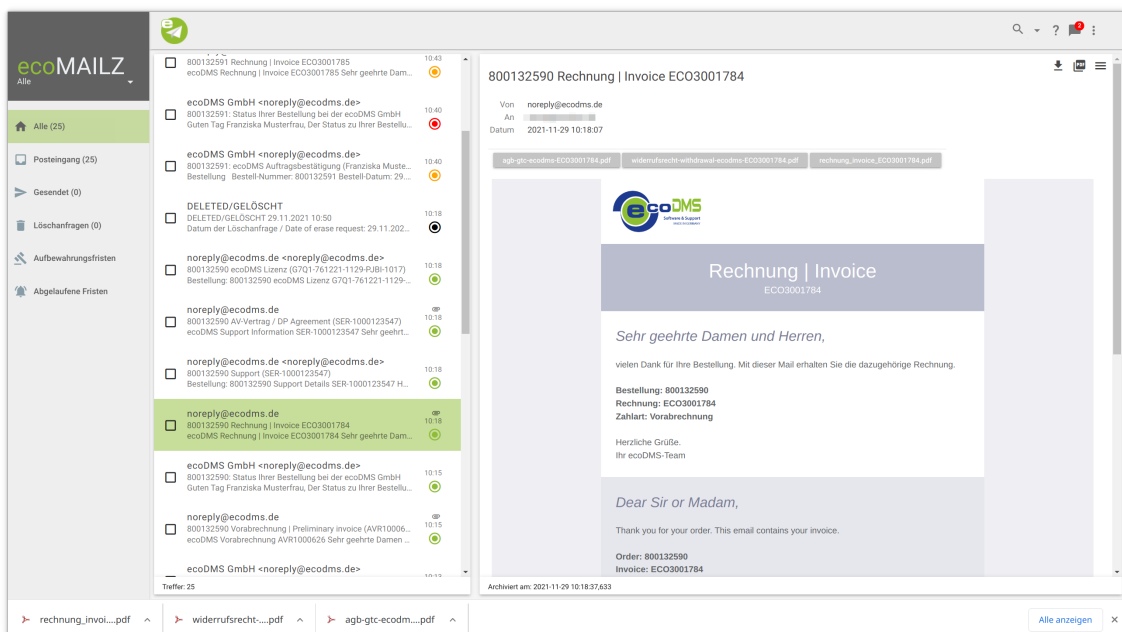 ecoMAILZ
Alle
Alle (25)
Posteingang (25)
Gesendet (0)
Löschanfragen (0)
Aufbewahrungsfristen
Abgelaufene Fristen
e
?
2
10:43
800132591 Rechnung | Invoice ECO3001785
ecoDMS Rechnung | Invoice ECO3001785 Sehr geehrte Dam...
ecoDMS GmbH <noreply@ecodms.de>
10:40
800132591: Status Ihrer Bestellung bei der ecoDMS GmbH
Guten Tag Franziska Musterfrau, Der Status zu Ihrer Bestellu...
ecoDMS GmbH <noreply@ecodms.de>
10:40
800132591: ecoDMS Auftragsbestätigung (Franziska Muste...
Bestellung Bestell-Nummer: 800132591 Bestell-Datum: 29....
DELETED/GELÖSCHT
10:18
DELETED/GELÖSCHT 29.11.2021 10:50
Datum der Löschanfrage / Date of erase request: 29.11.202...
noreply@ecodms.de <noreply@ecodms.de>
10:18
800132590 ecoDMS Lizenz (G7Q1-761221-1129-PJBI-1017)
Bestellung: 800132590 ecoDMS Lizenz G7Q1-761221-1129-...
noreply@ecodms.de
10:18
800132590 AV-Vertrag / DP Agreement (SER-1000123547)
ecoDMS Support Information SER-1000123547 Sehr geehrt...
noreply@ecodms.de <noreply@ecodms.de>
10:18
800132590 Support (SER-1000123547)
Bestellung: 800132590 Support Details SER-1000123547 H...
noreply@ecodms.de
10:18
800132590 Rechnung | Invoice ECO3001784
ecoDMS Rechnung | Invoice ECO3001784 Sehr geehrte Dam...
ecoDMS GmbH <noreply@ecodms.de>
10:15
800132590: Status Ihrer Bestellung bei der ecoDMS GmbH
Guten Tag Franziska Musterfrau, Der Status zu Ihrer Bestellu...
noreply@ecodms.de
10:15
800132590 Vorabrechnung | Preliminary invoice (AVR10006...
ecoDMS Vorabrechnung AVR1000626 Sehr geehrte Damen ...
ecoDMS GmbH <noreply@ecodms.de>
10:13
Treffer: 25
800132590 Rechnung | Invoice ECO3001784
PDF
Von noreply@ecodms.de
An
Datum 2021-11-29 10:18:07
agb-gtc-ecodms-ECO3001784.pdf
widerrufsrecht-withdrawal-ecodms-ECO3001784.pdf
rechnung_invoice_ECO3001784.pdf
ecoDMS
Software & Support
MADE IN GERMANY
Rechnung | Invoice
ECO3001784
Sehr geehrte Damen und Herren,
vielen Dank für Ihre Bestellung. Mit dieser Mail erhalten Sie die dazugehörige Rechnung.
Bestellung: 800132590
Rechnung: ECO3001784
Zahlart: Vorabrechnung
Herzliche Grüße.
Ihr ecoDMS-Team
Dear Sir or Madam,
Thank you for your order. This email contains your invoice.
Order: 800132590
Invoice: ECO3001784
Archiviert am: 2021-11-29 10:18:37,633
rechnung_invoi....pdf
widerrufsrecht-....pdf
agb-gtc-ecodm....pdf
Alle anzeigen